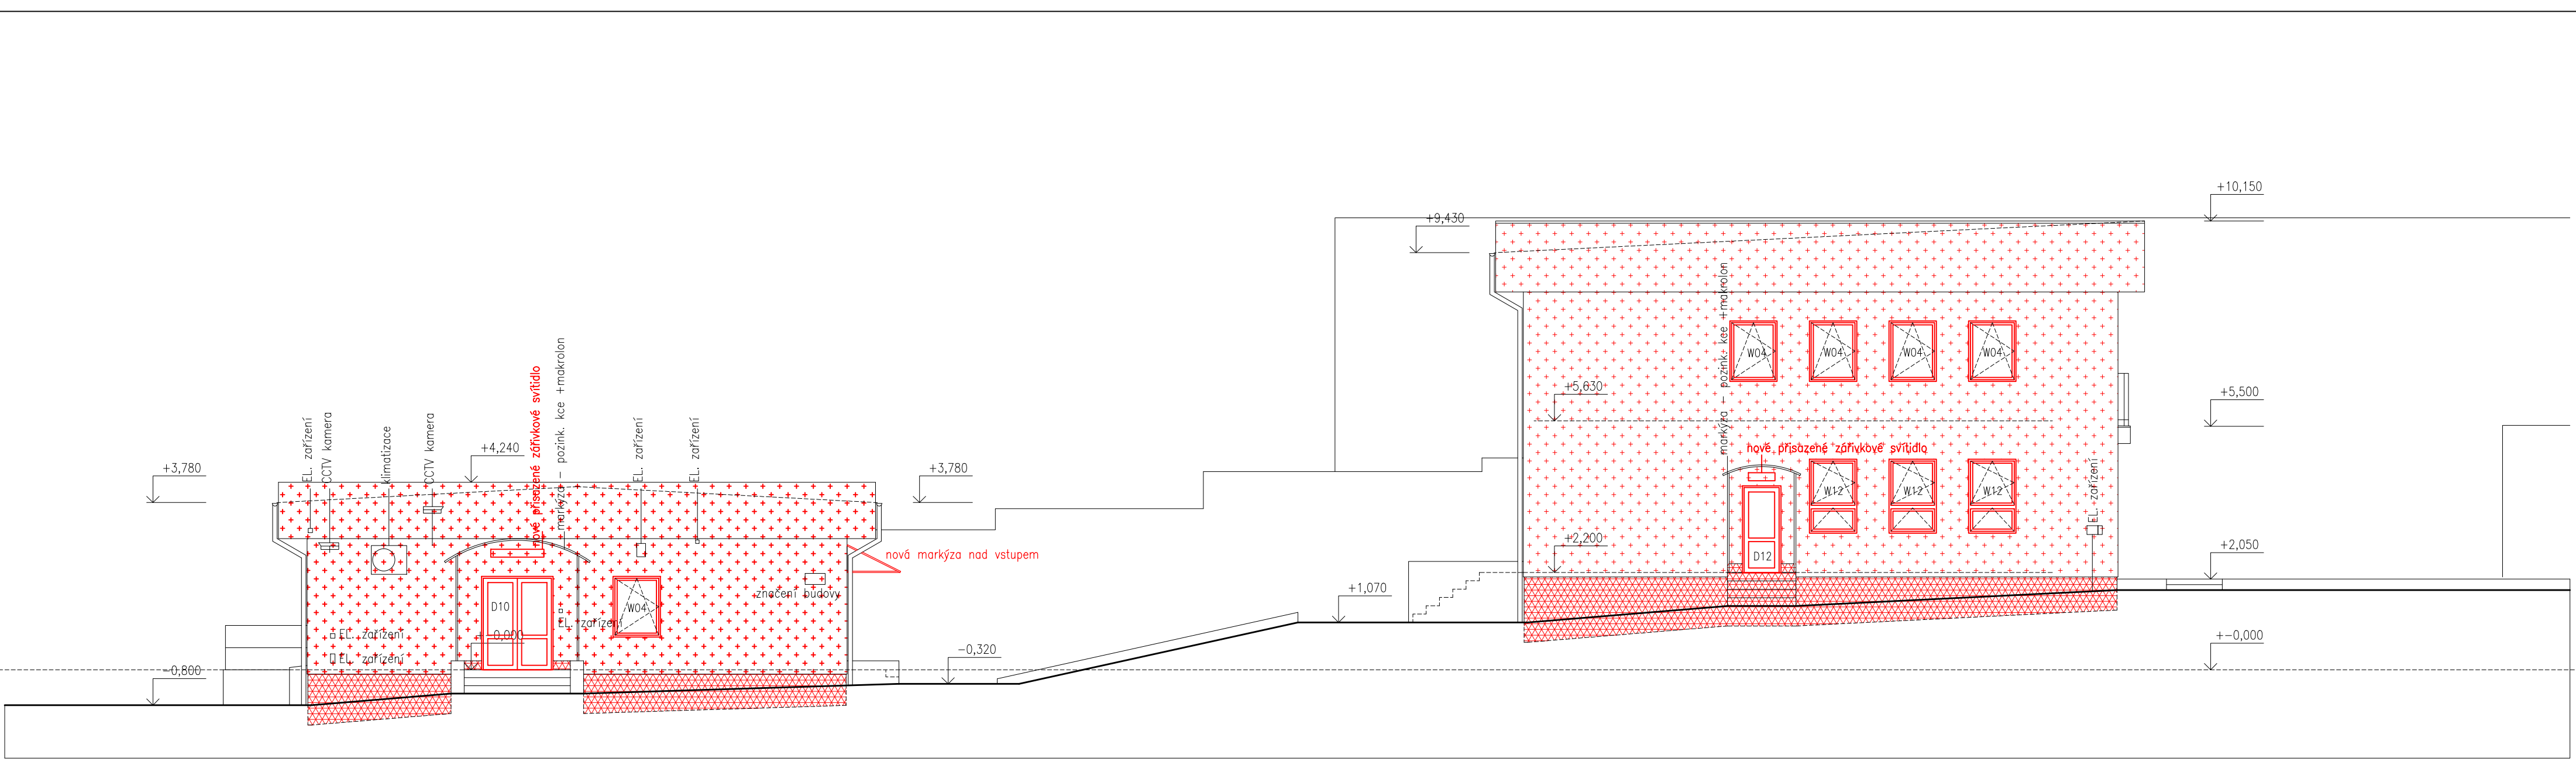 +10,150
+9,430
+5,630
+5,500
+4,240
+3,780
+3,780
+2,200
+2,050
+1,070
-0,320
+-0,000
+-0,000
-0,800
EL. zařízení
CCTV kamera
klimatizace
CCTV kamera
nové přisazené zářivkové svítidlo
markýza - pozink. kce +makrolon
EL. zařízení
EL. zařízení
nová markýza nad vstupem
značení budovy
EL. zařízení
EL. zařízení
EL. zařízení
D10
W04
markýza - pozink. kce +makrolon
nové přisazené zářivkové svítidlo
W04
W04
W04
W04
W12
W12
W12
D12
EL. zařízení